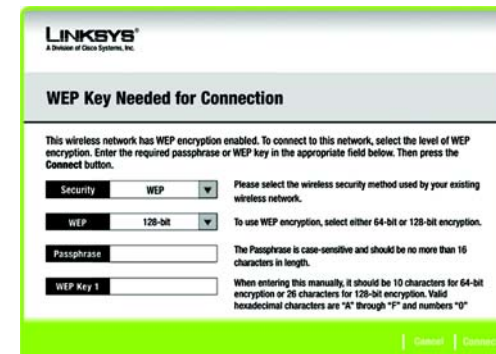 LINKSYS®
A Division of Cisco Systems, Inc.
WEP Key Needed for Connection
This wireless network has WEP encryption enabled. To connect to this network, select the level of WEP
encryption. Enter the required passphrase or WEP key in the appropriate field below. Then press the
Connect button.
Security WEP
Please select the wireless security method used by your existing
wireless network.
WEP 128-bit
To use WEP encryption, select either 64-bit or 128-bit encryption.
Passphrase
The Passphrase is case-sensitive and should be no more than 16
characters in length.
WEP Key 1
When entering this manually, it should be 10 characters for 64-bit
encryption or 26 characters for 128-bit encryption. Valid
hexadecimal characters are "A" through "F" and numbers "0"
Cancel Connect